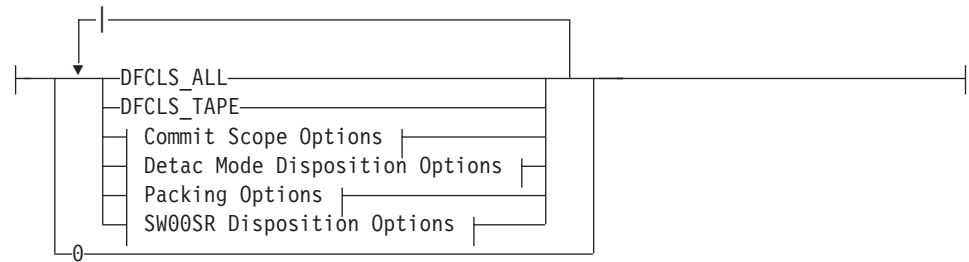 |
DFCLS_ALL
DFCLS_TAPE
Commit Scope Options
Detac Mode Disposition Options
Packing Options
SW00SR Disposition Options
0